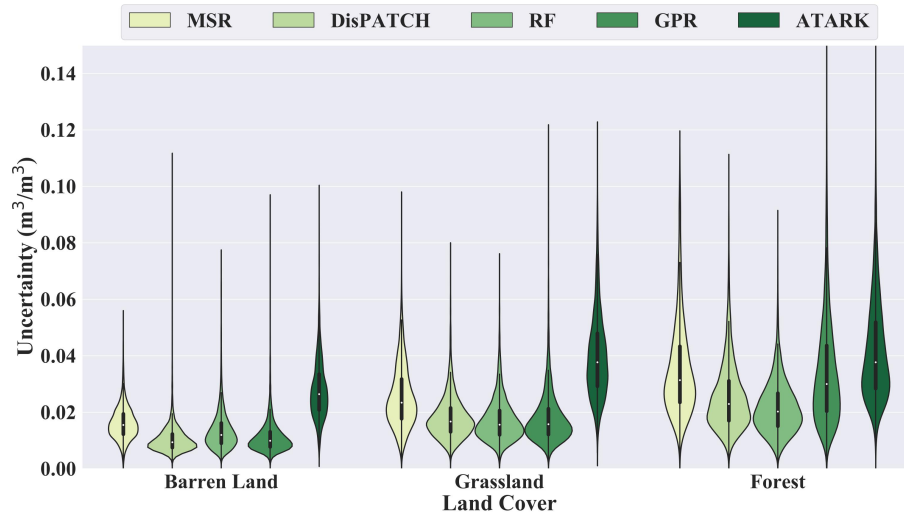 MSR DisPATCH RF GPR ATARK
Uncertainty (m³/m³)
0.14
0.12
0.10
0.08
0.06
0.04
0.02
0.00
Barren Land Grassland Forest
Land Cover